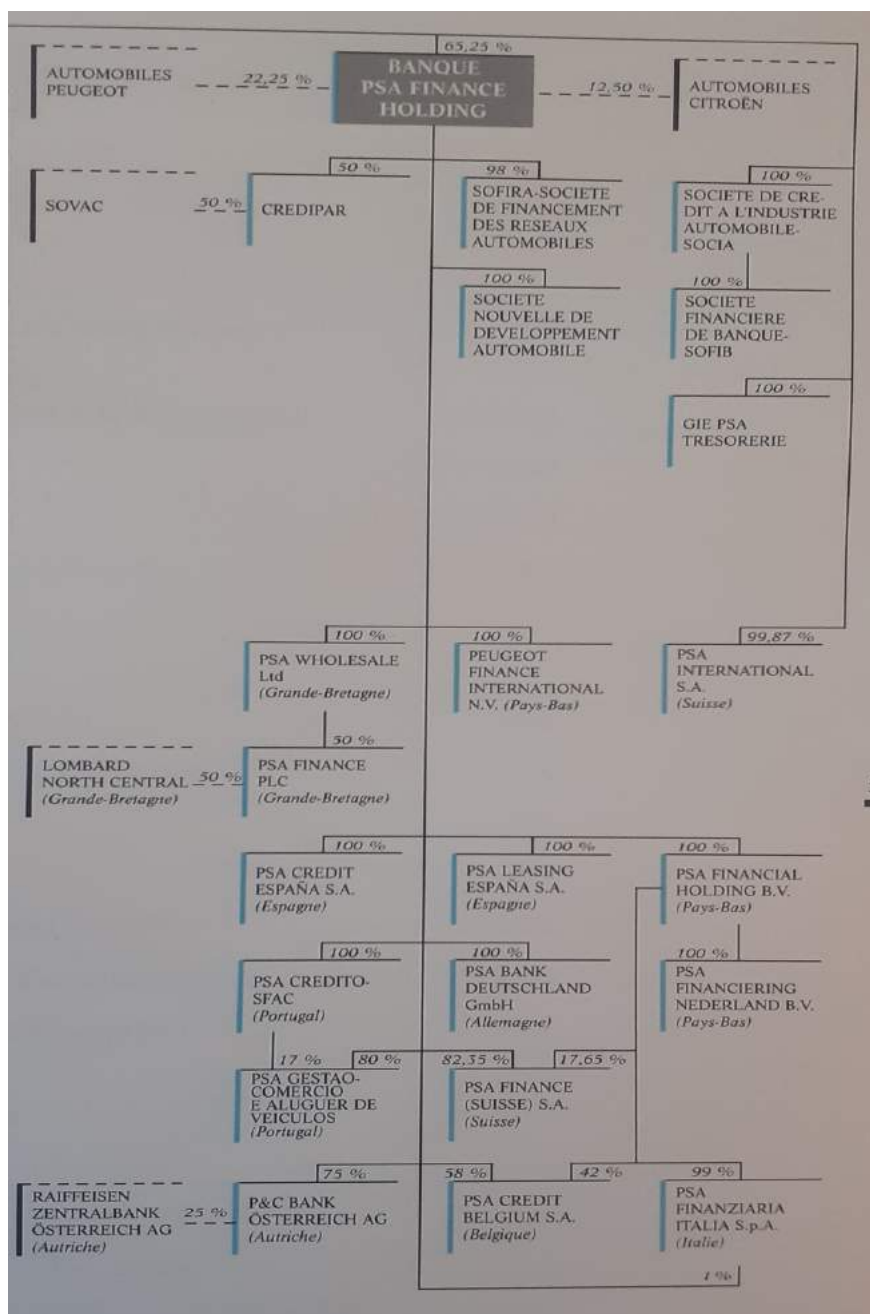 65,25 %
AUTOMOBILES
PEUGEOT
22,25 %
BANQUE
PSA FINANCE
HOLDING
12,50 %
AUTOMOBILES
CITROËN
SOVAC
50 %
50 %
CREDIPAR
98 %
SOFIRA-SOCIETE
DE FINANCEMENT
DES RESEAUX
AUTOMOBILES
100 %
SOCIETE DE CRE-
DIT A L'INDUSTRIE
AUTOMOBILE-
SOCIA
100 %
SOCIETE
NOUVELLE DE
DEVELOPPEMENT
AUTOMOBILE
100 %
SOCIETE
FINANCIERE
DE BANQUE-
SOFIB
100 %
GIE PSA
TRESORERIE
100 %
PSA WHOLESALE
Ltd
(Grande-Bretagne)
100 %
PEUGEOT
FINANCE
INTERNATIONAL
N.V. (Pays-Bas)
99,87 %
PSA
INTERNATIONAL
S.A.
(Suisse)
LOMBARD
NORTH CENTRAL
(Grande-Bretagne)
50 %
50 %
PSA FINANCE
PLC
(Grande-Bretagne)
100 %
PSA CREDIT
ESPAÑA S.A.
(Espagne)
100 %
PSA LEASING
ESPAÑA S.A.
(Espagne)
100 %
PSA FINANCIAL
HOLDING B.V.
(Pays-Bas)
100 %
PSA CREDITO-
SFAC
(Portugal)
100 %
PSA BANK
DEUTSCHLAND
GmbH
(Allemagne)
100 %
PSA
FINANCIERING
NEDERLAND B.V.
(Pays-Bas)
17 %
80 %
PSA GESTAO-
COMERCIO
E ALUGUER DE
VEICULOS
(Portugal)
82,35 %
17,65 %
PSA FINANCE
(SUISSE) S.A.
(Suisse)
RAIFFEISEN
ZENTRALBANK
ÖSTERREICH AG
(Autriche)
25 %
75 %
P&C BANK
ÖSTERREICH AG
(Autriche)
58 %
42 %
PSA CREDIT
BELGIUM S.A.
(Belgique)
99 %
PSA
FINANZIARIA
ITALIA S.p.A.
(Italie)
1 %